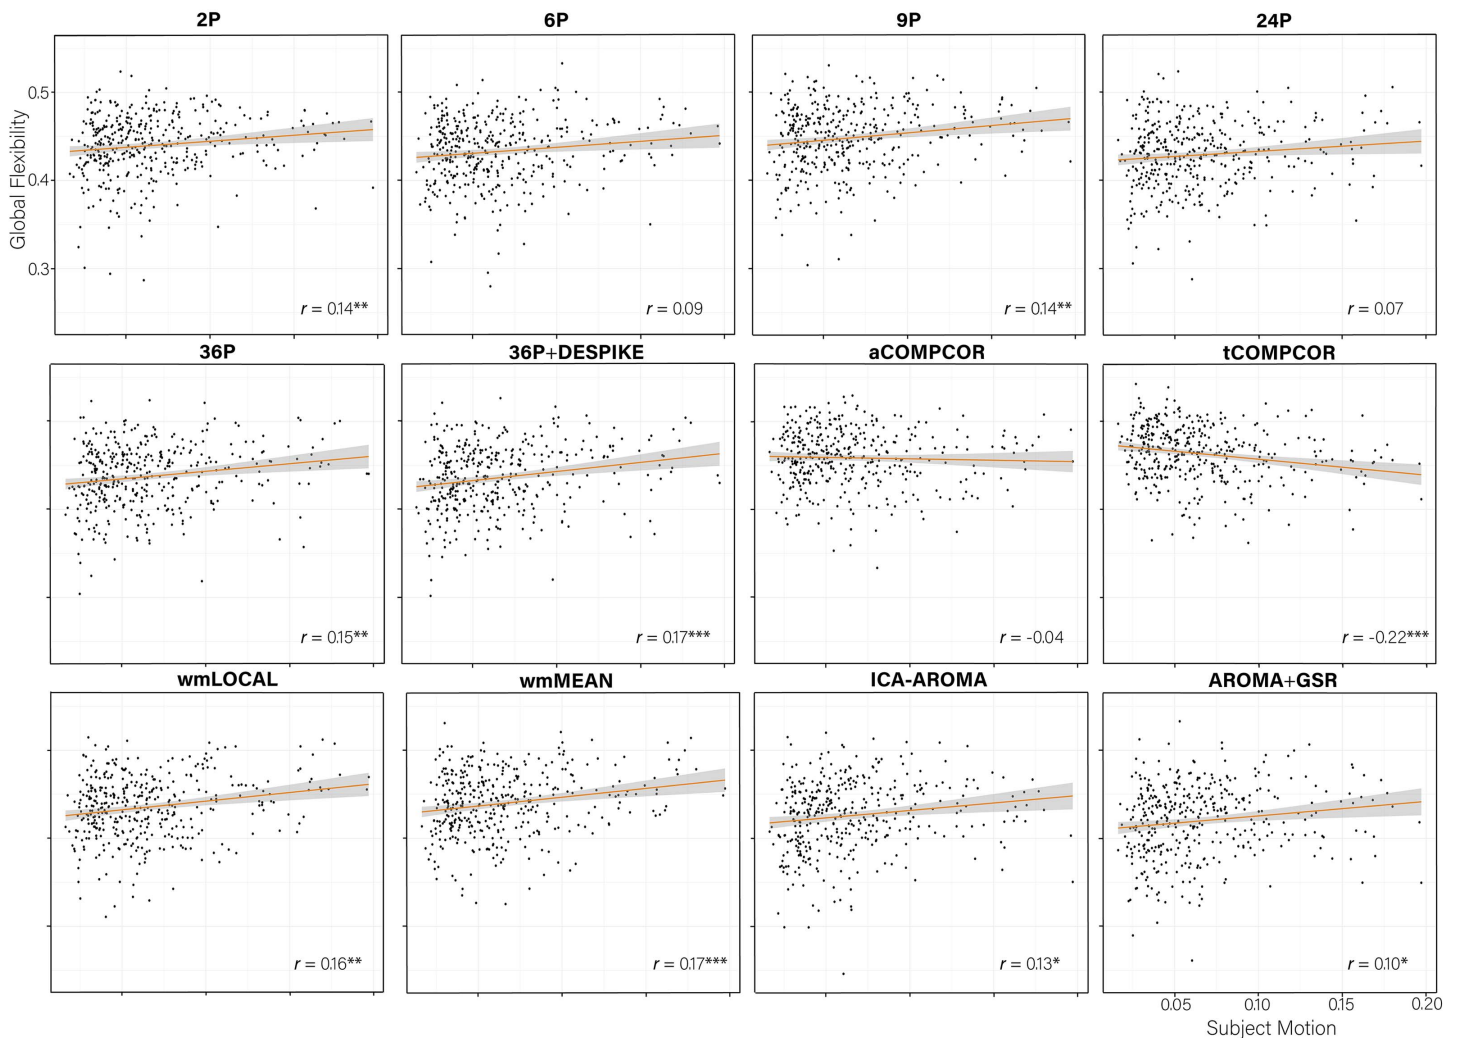 2P
6P
9P
24P
Global Flexibility
0.5
0.4
0.3
r = 0.14**
r = 0.09
r = 0.14**
r = 0.07
36P
36P+DESPIKE
aCOMPCOR
tCOMPCOR
r = 0.15**
r = 0.17***
r = -0.04
r = -0.22***
wmLOCAL
wmMEAN
ICA-AROMA
AROMA+GSR
r = 0.16**
r = 0.17***
r = 0.13*
r = 0.10*
0.05 0.10 0.15 0.20
Subject Motion